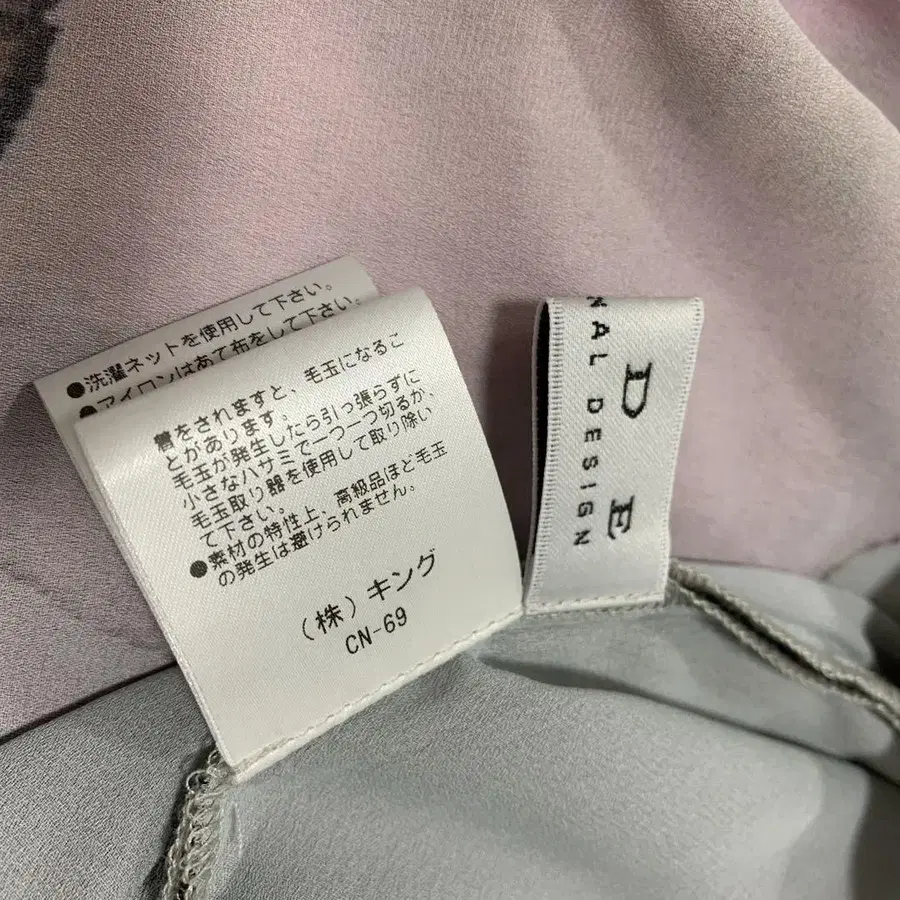 ●洗濯ネットを使用して下さい。
●アイロンはあて布をして下さい。
着をされますと、毛玉になるこ
とがあります。
毛玉が発生したら引っ張らずに
小さなハサミで一つ一つ切るか、
毛玉取り器を使用して取り除い
て下さい。
●素材の特性上、高級品ほど毛玉
の発生は避けられません。
(株)キング
CN-69
NAL DESIGN
D E